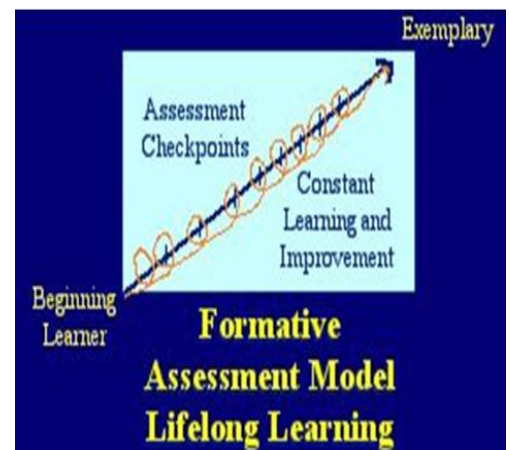 Exemplary
Assessment
Checkpoints
Constant
Learning and
Improvement
Beginning
Learner
Formative
Assessment Model
Lifelong Learning